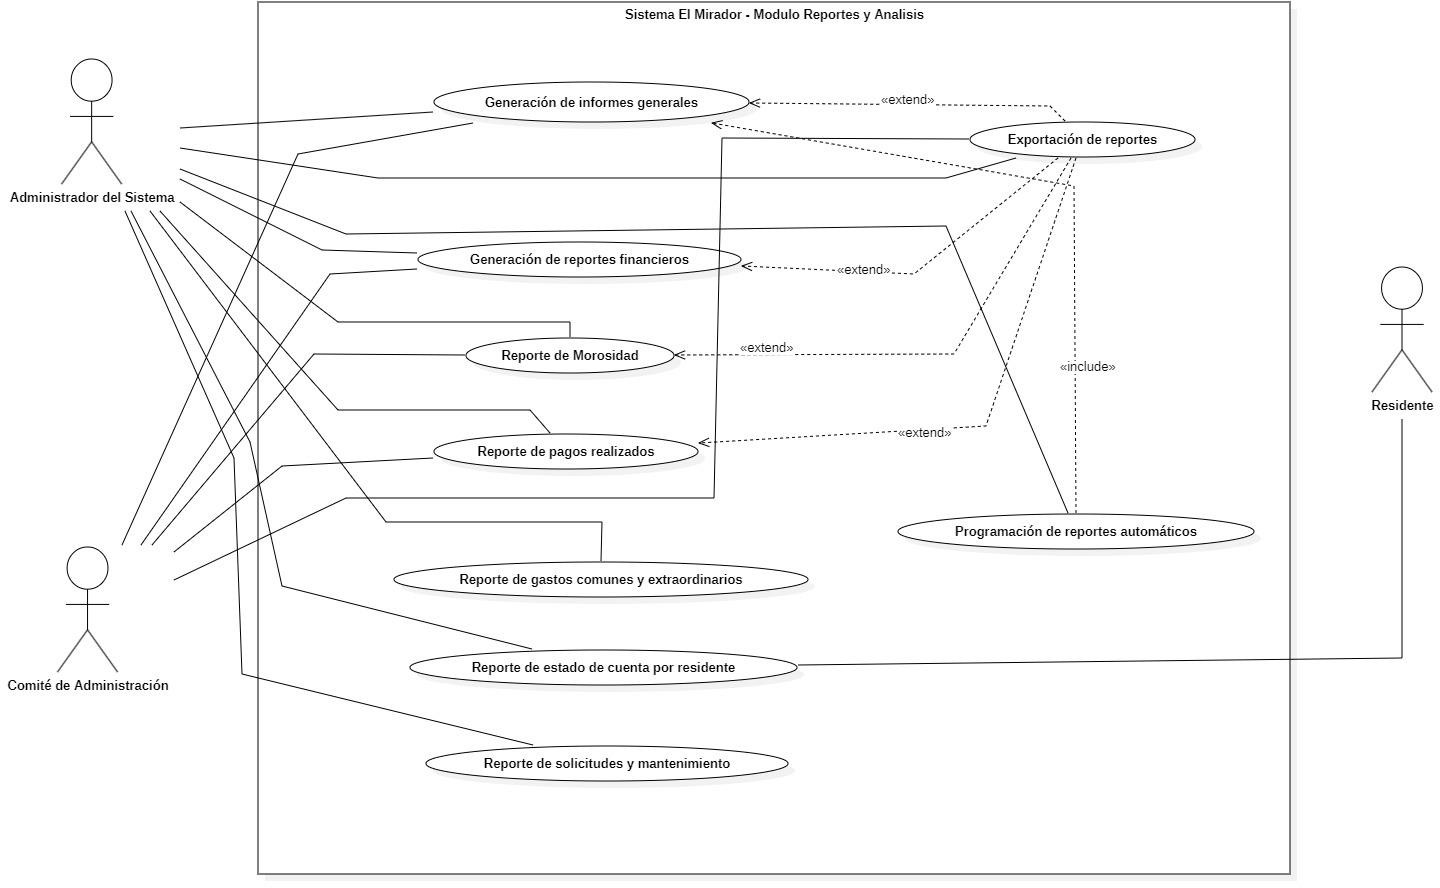 Sistema El Mirador - Modulo Reportes y Analisis
Generación de informes generales
«extend»
Exportación de reportes
Administrador del Sistema
Generación de reportes financieros
«extend»
Reporte de Morosidad
«extend»
«include»
Residente
Reporte de pagos realizados
«extend»
Programación de reportes automáticos
Reporte de gastos comunes y extraordinarios
Comité de Administración
Reporte de estado de cuenta por residente
Reporte de solicitudes y mantenimiento